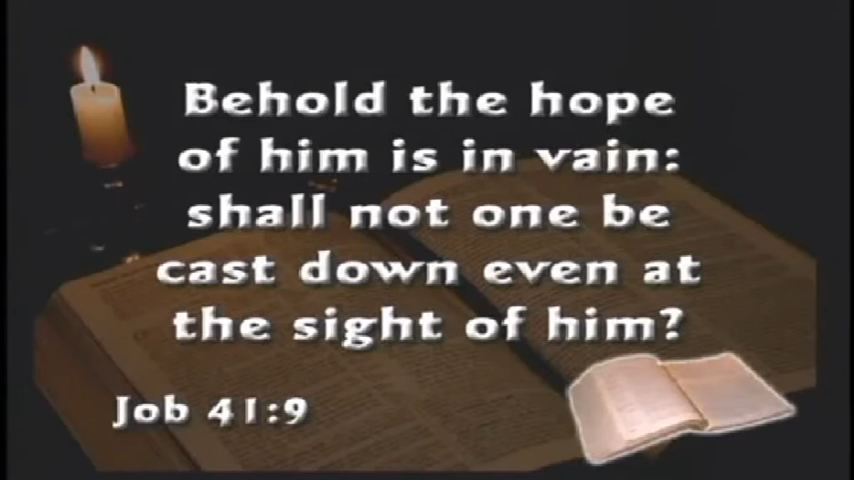 Behold the hope
of him is in vain:
shall not one be
cast down even at
the sight of him?
Job 41:9